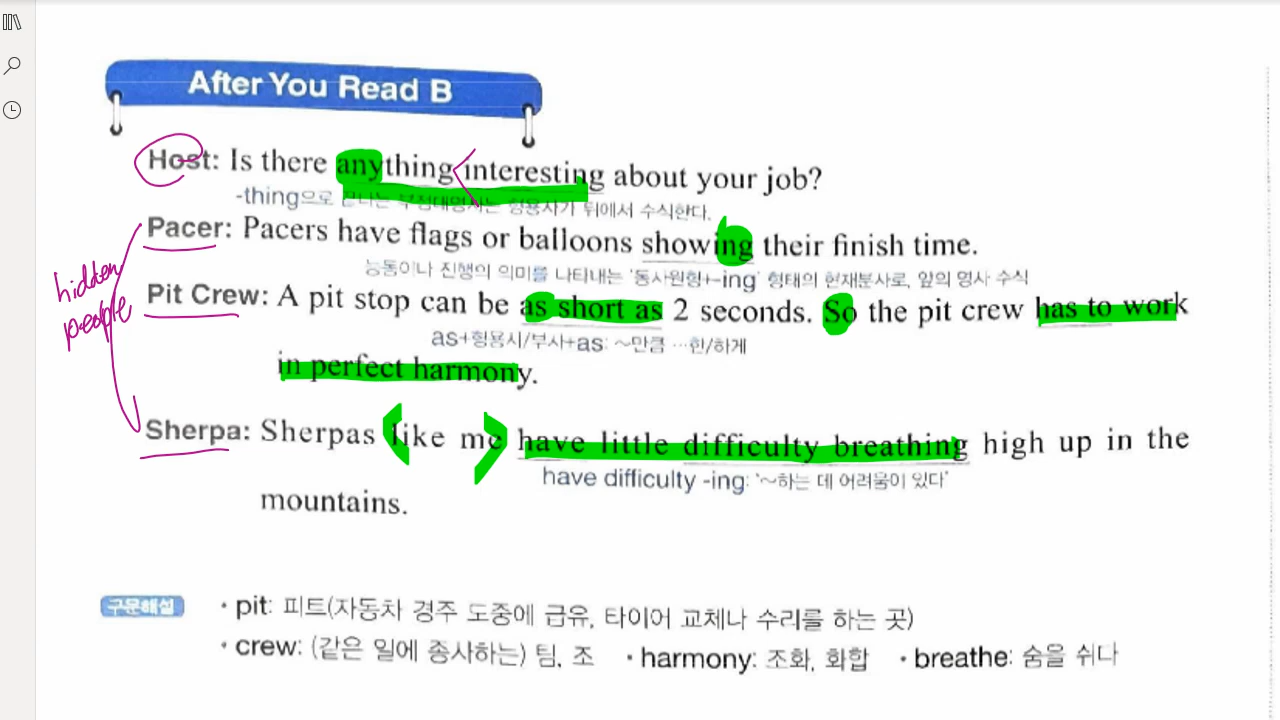 After You Read B
Host: Is there anything interesting about your job?
-thing으로 끝나는 부정대명사는 형용사가 뒤에서 수식한다.
Pacer: Pacers have flags or balloons showing their finish time.
능동이나 진행의 의미를 나타내는 '동사원형+-ing' 형태의 현재분사로, 앞의 명사 수식
hidden people
Pit Crew: A pit stop can be as short as 2 seconds. So the pit crew has to work
as+형용사/부사+as: ~만큼 …한/하게
in perfect harmony.
Sherpa: Sherpas like me have little difficulty breathing high up in the
have difficulty -ing: '~하는 데 어려움이 있다'
mountains.
구문해설
• pit: 피트(자동차 경주 도중에 급유, 타이어 교체나 수리를 하는 곳)
• crew: (같은 일에 종사하는) 팀, 조 • harmony: 조화, 화합 • breathe: 숨을 쉬다